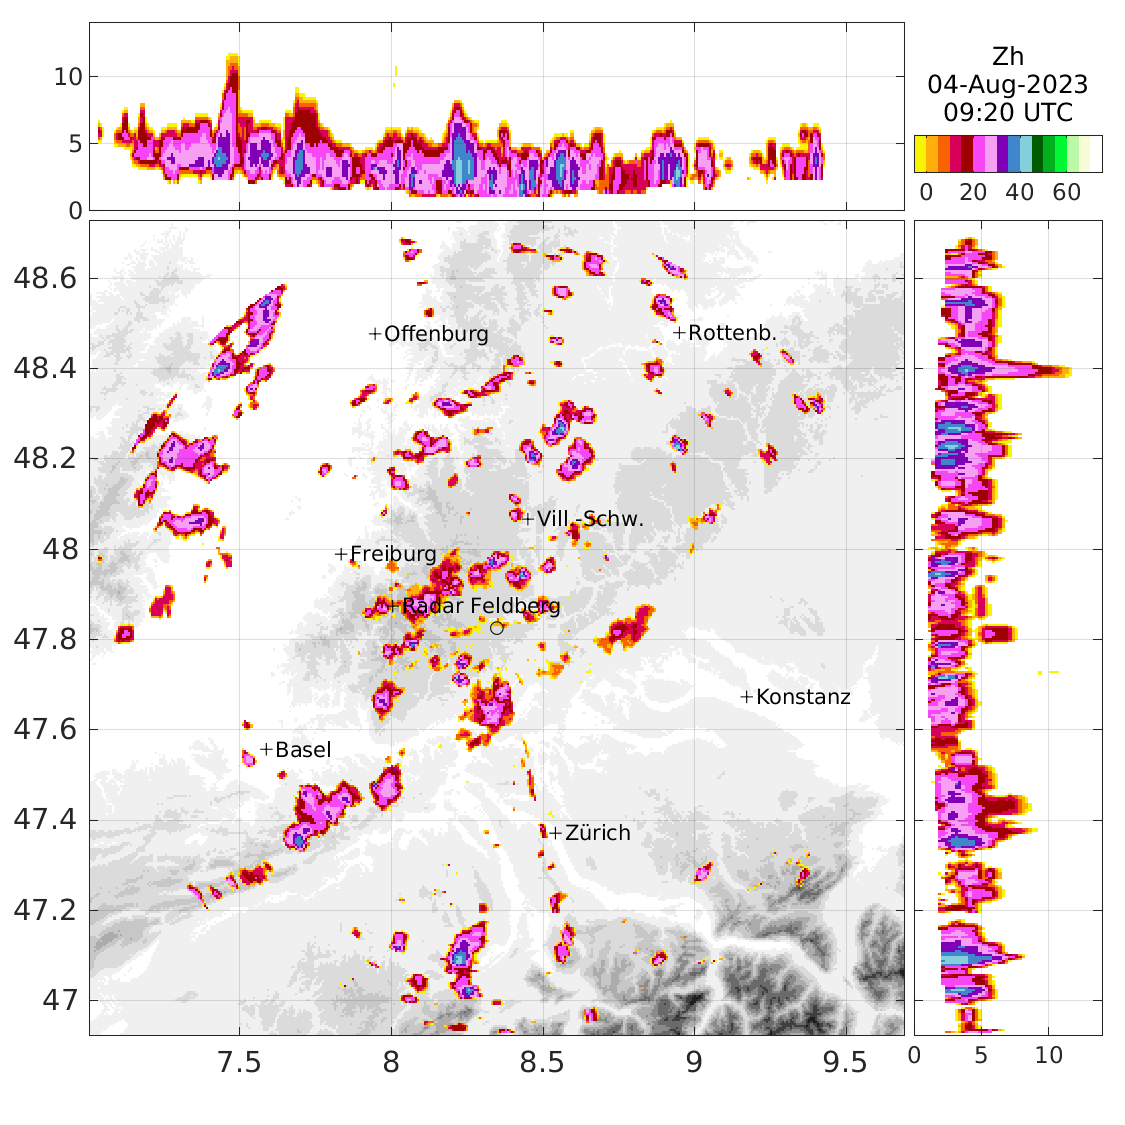 10
5
0
Zh
04-Aug-2023
09:20 UTC
0 20 40 60
48.6
48.4
48.2
48
47.8
47.6
47.4
47.2
47
+Offenburg
+Rottenb.
+Vill.-Schw.
+Freiburg
+Radar Feldberg
+Konstanz
+Basel
+Zürich
7.5 8 8.5 9 9.5
0 5 10